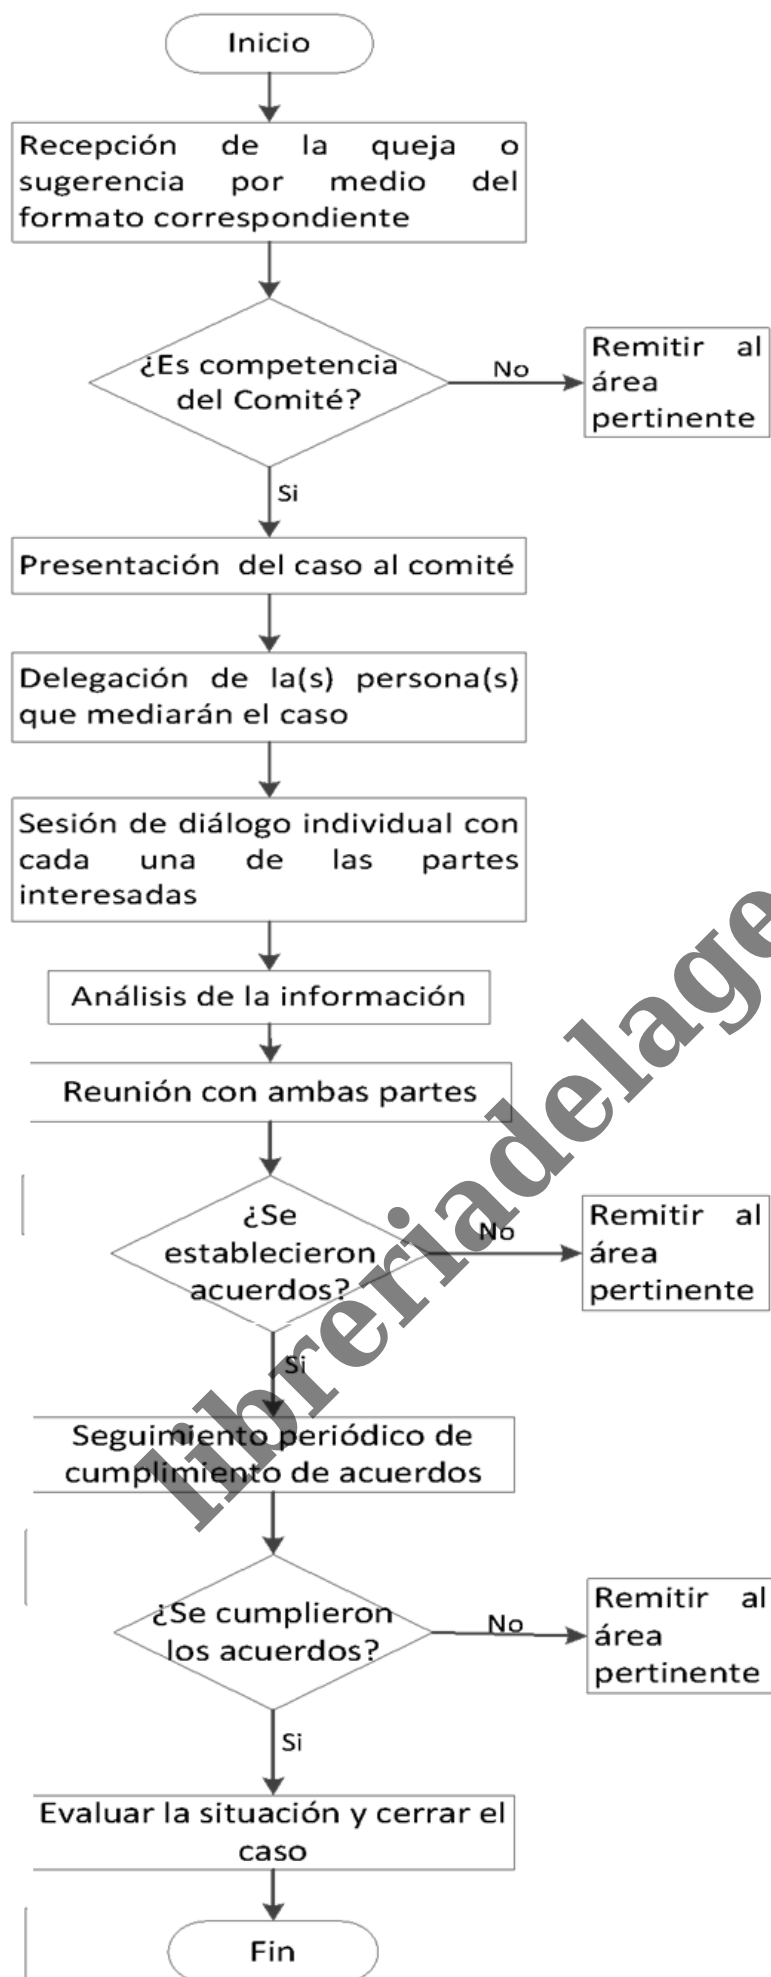 Inicio
Recepción de la queja o
sugerencia por medio del
formato correspondiente
¿Es competencia
del Comité?
No
Remitir al
área
pertinente
Si
Presentación del caso al comité
Delegación de la(s) persona(s)
que mediarán el caso
Sesión de diálogo individual con
cada una de las partes
interesadas
Análisis de la información
Reunión con ambas partes
¿Se
establecieron
acuerdos?
No
Remitir al
área
pertinente
Si
Seguimiento periódico de
cumplimiento de acuerdos
¿Se cumplieron
los acuerdos?
No
Remitir al
área
pertinente
Si
Evaluar la situación y cerrar el
caso
Fin
libreriadelage